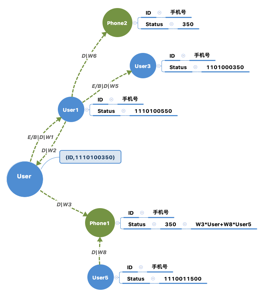 Phone2
ID 手机号
Status 350
D|W6
User3
ID 手机号
Status 1101000350
E/B|D|W5
User1
ID 手机号
Status 1110100550
E/B|D|W1
D|W2
{ID,1110100350}
User
D|W3
Phone1
ID 手机号
Status 350 W3*User+W8*User5
D|W8
User5
ID 手机号
Status 1110011500